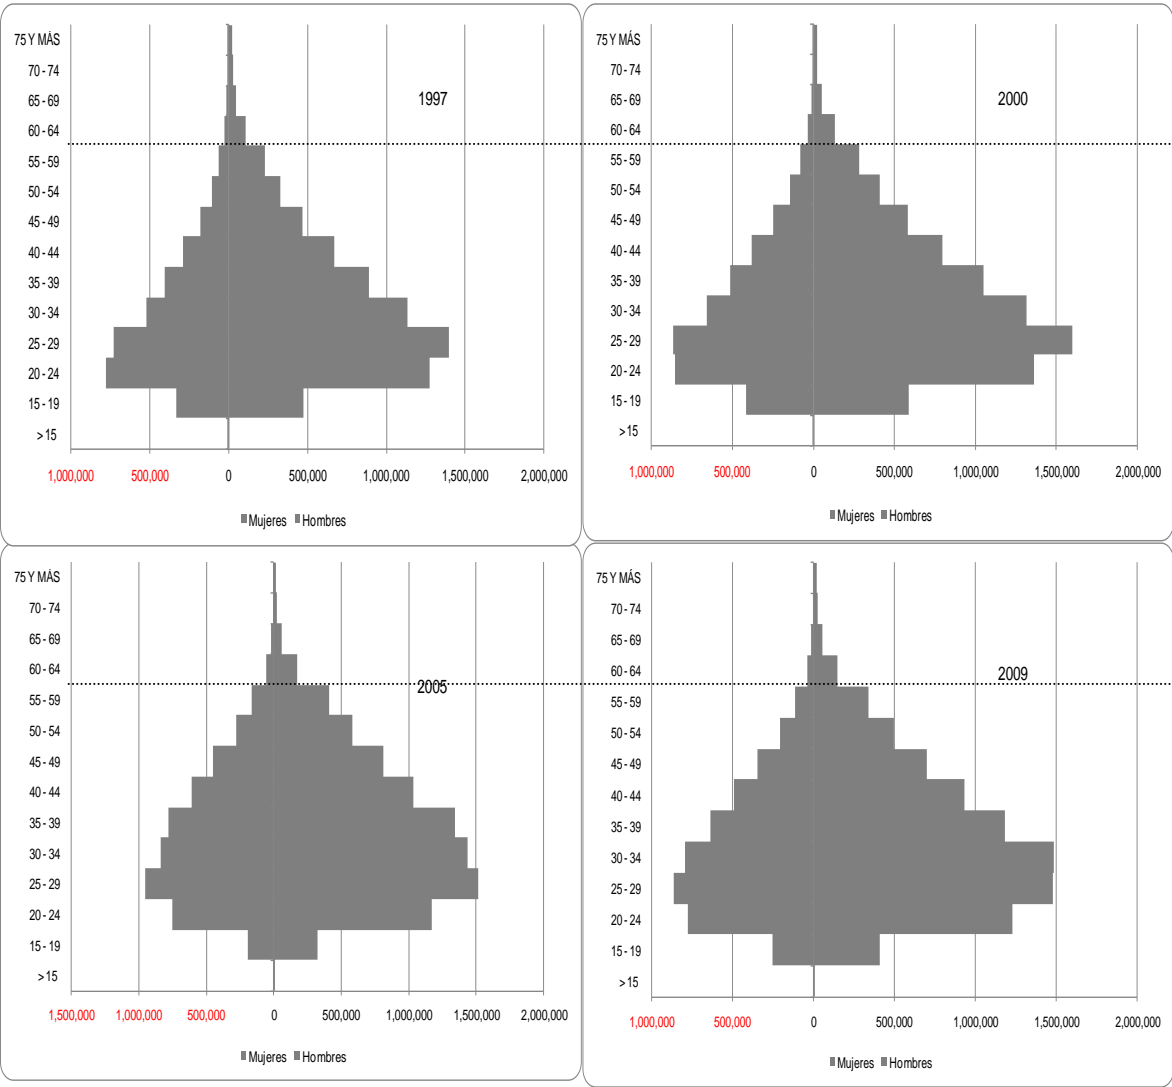 75 Y MÁS
70 - 74
65 - 69
60 - 64
55 - 59
50 - 54
45 - 49
40 - 44
35 - 39
30 - 34
25 - 29
20 - 24
15 - 19
> 15
1997
1,000,000 500,000 0 500,000 1,000,000 1,500,000 2,000,000
Mujeres Hombres
75 Y MÁS
70 - 74
65 - 69
60 - 64
55 - 59
50 - 54
45 - 49
40 - 44
35 - 39
30 - 34
25 - 29
20 - 24
15 - 19
> 15
2000
1,000,000 500,000 0 500,000 1,000,000 1,500,000 2,000,000
Mujeres Hombres
75 Y MÁS
70 - 74
65 - 69
60 - 64
55 - 59
50 - 54
45 - 49
40 - 44
35 - 39
30 - 34
25 - 29
20 - 24
15 - 19
> 15
2005
1,500,000 1,000,000 500,000 0 500,000 1,000,000 1,500,000 2,000,000
Mujeres Hombres
75 Y MÁS
70 - 74
65 - 69
60 - 64
55 - 59
50 - 54
45 - 49
40 - 44
35 - 39
30 - 34
25 - 29
20 - 24
15 - 19
> 15
2009
1,000,000 500,000 0 500,000 1,000,000 1,500,000 2,000,000
Mujeres Hombres